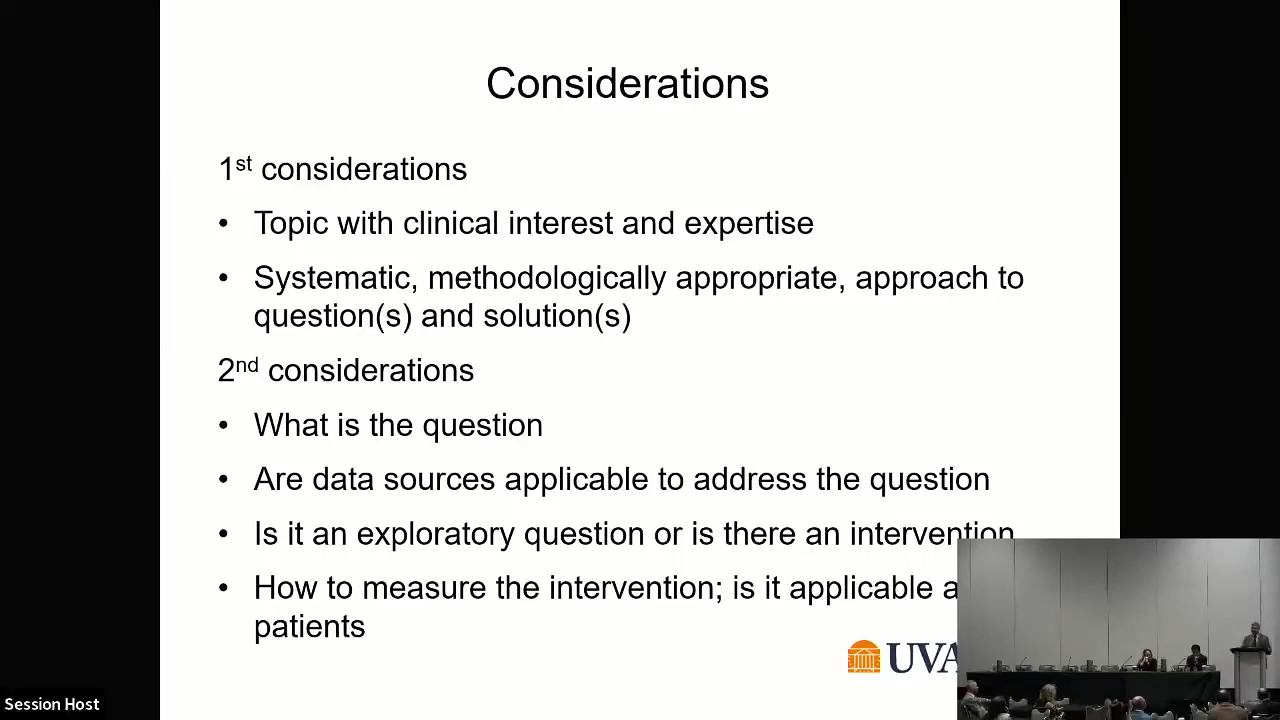 Considerations
1st considerations
• Topic with clinical interest and expertise
• Systematic, methodologically appropriate, approach to
question(s) and solution(s)
2nd considerations
• What is the question
• Are data sources applicable to address the question
• Is it an exploratory question or is there an intervention
• How to measure the intervention; is it applicable a
patients
UVA
Session Host